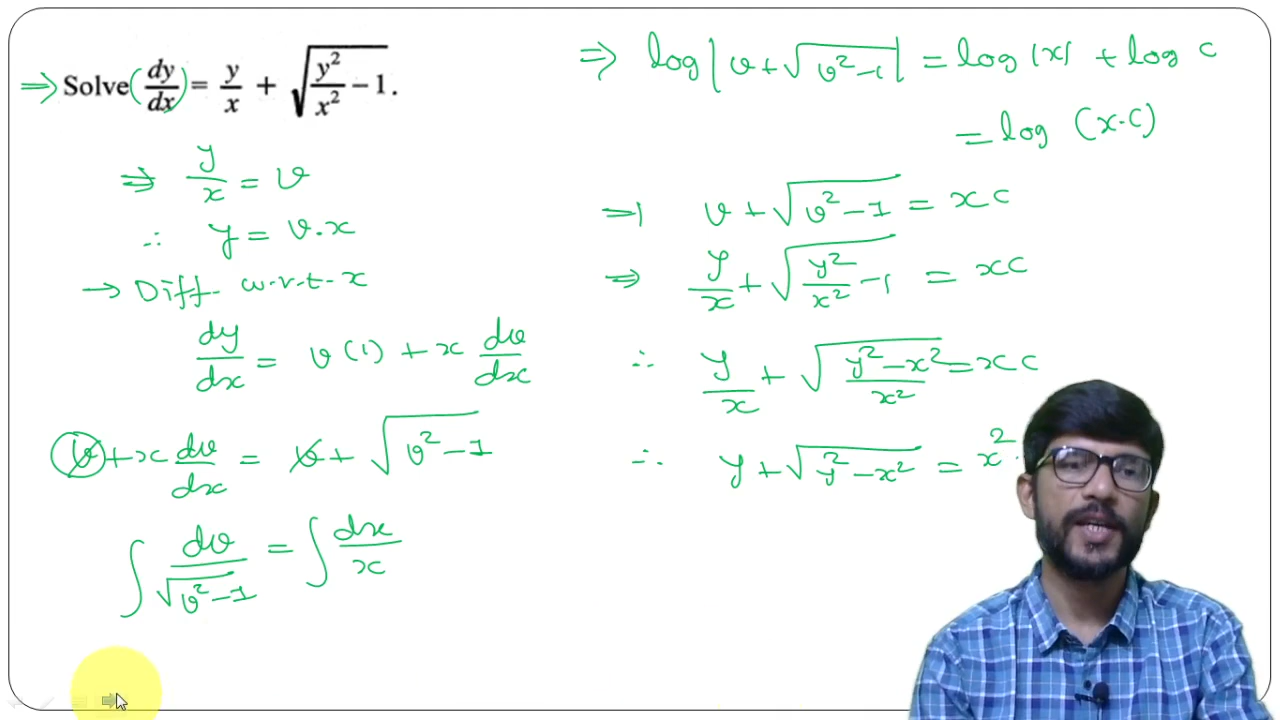 ⇒ Solve (dy/dx) = y/x + √(y²/x² − 1).
⇒ y/x = v
∴ y = v.x
→ Diff. w.r.t. x
dy/dx = v(1) + x dv/dx
v + x dv/dx = v + √(v² − 1)
∫ dv/√(v² − 1) = ∫ dx/x
⇒ log |v + √(v² − 1)| = log |x| + log c
= log (x.c)
⇒ v + √(v² − 1) = xc
⇒ y/x + √(y²/x² − 1) = xc
∴ y/x + √((y² − x²)/x²) = xc
∴ y + √(y² − x²) = x² .